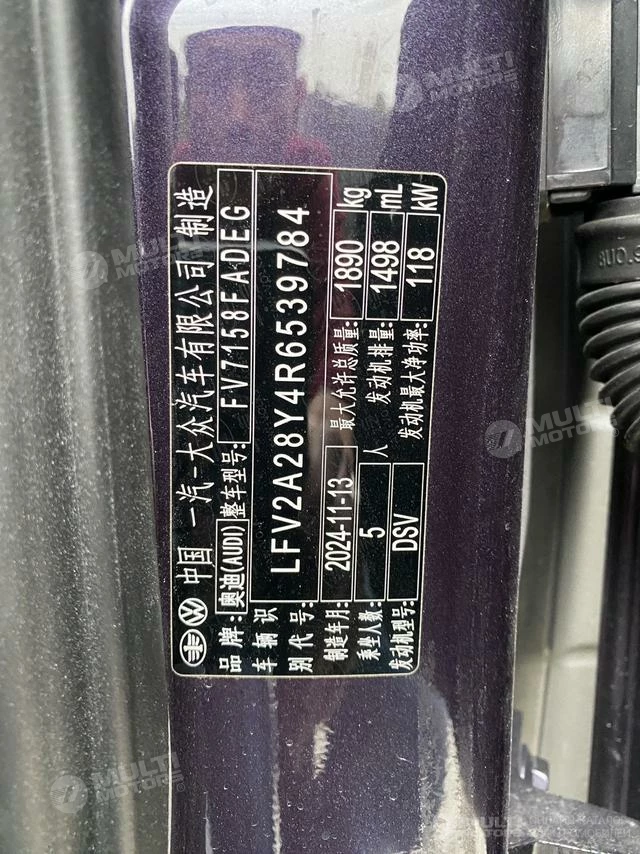 中国 一汽-大众汽车有限公司 制造
品牌: 奥迪(AUDI) 整车型号: FV7158FADEG
车辆识别代号: LFV2A28Y4R6539784
制造年月: 2024-11-13 最大允许总质量: 1890 kg
乘坐人数: 5 人 发动机排量: 1498 mL
发动机型号: DSV 发动机最大净功率: 118 kW
MULTI MOTORS
MULTI MOTORS
MULTI MOTORS
MULTI MOTORS
MULTI MOTORS